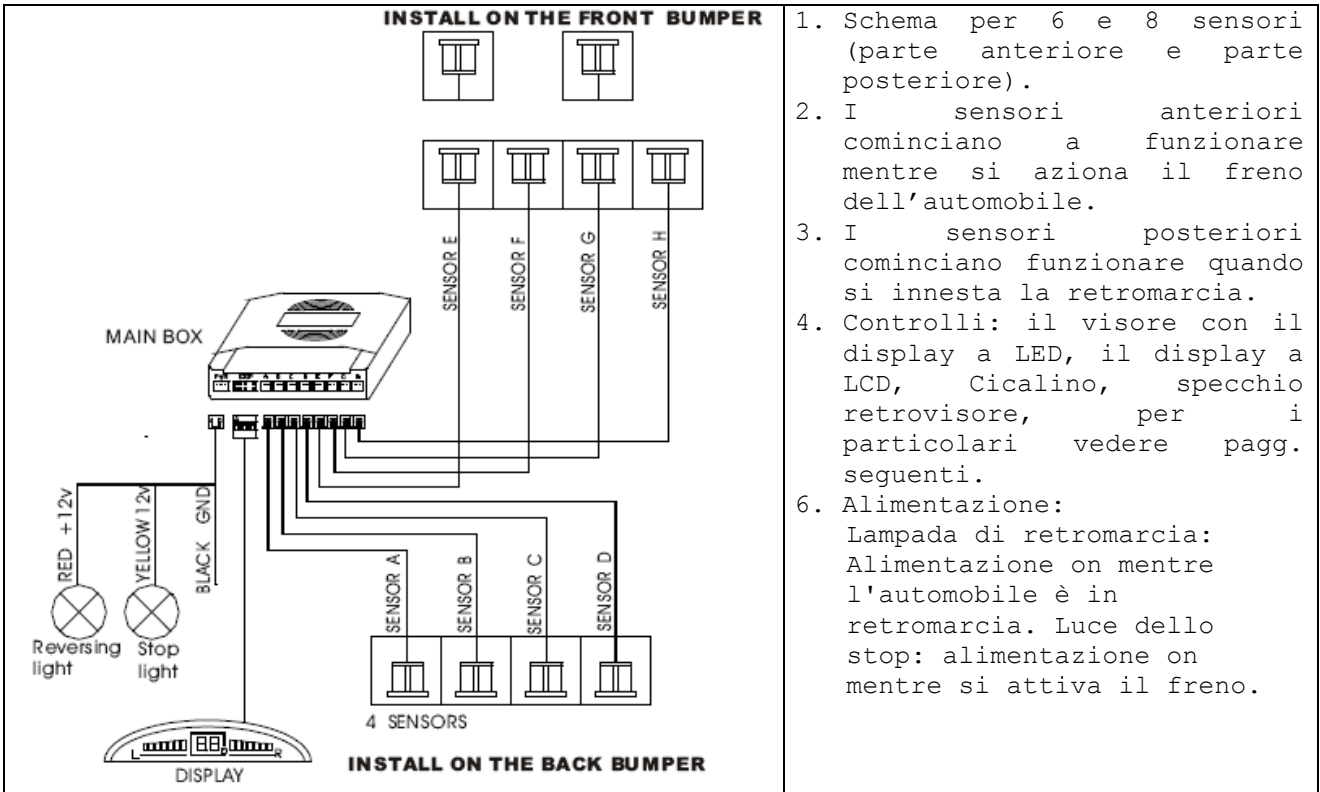 INSTALL ON THE FRONT BUMPER
SENSOR E
SENSOR F
SENSOR G
SENSOR H
MAIN BOX
RED +12v
YELLOW 12v
BLACK GND
SENSOR A
SENSOR B
SENSOR C
SENSOR D
Reversing
light
Stop
light
4 SENSORS
L
R
DISPLAY
INSTALL ON THE BACK BUMPER
1. Schema per 6 e 8 sensori
(parte anteriore e parte
posteriore).
2. I sensori anteriori
cominciano a funzionare
mentre si aziona il freno
dell’automobile.
3. I sensori posteriori
cominciano funzionare quando
si innesta la retromarcia.
4. Controlli: il visore con il
display a LED, il display a
LCD, Cicalino, specchio
retrovisore, per i
particolari vedere pagg.
seguenti.
6. Alimentazione:
Lampada di retromarcia:
Alimentazione on mentre
l'automobile è in
retromarcia. Luce dello
stop: alimentazione on
mentre si attiva il freno.